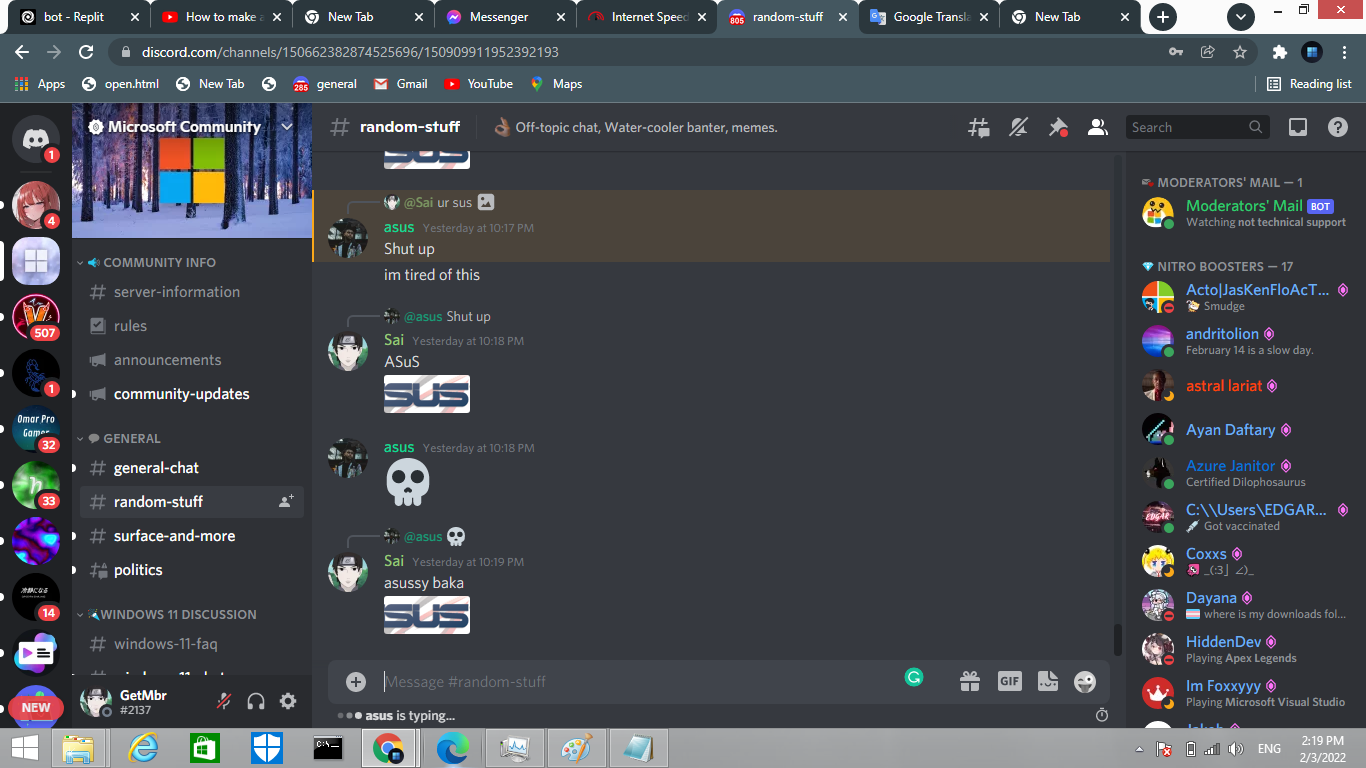 bot - Replit
How to make a
New Tab
Messenger
Internet Speed
805
random-stuff
Google Transla
New Tab
discord.com/channels/150662382874525696/150909911952392193
Apps
open.html
New Tab
285
general
Gmail
YouTube
Maps
Reading list
1
4
507
1
Omar Pro
Gamer
32
33
14
NEW
Microsoft Community
COMMUNITY INFO
server-information
rules
announcements
community-updates
GENERAL
general-chat
random-stuff
surface-and-more
politics
WINDOWS 11 DISCUSSION
windows-11-faq
GetMbr
#2137
random-stuff
Off-topic chat, Water-cooler banter, memes.
Search
SUS
@Sai ur sus
asus Yesterday at 10:17 PM
Shut up
im tired of this
@asus Shut up
Sai Yesterday at 10:18 PM
ASuS
SUS
asus Yesterday at 10:18 PM
@asus
Sai Yesterday at 10:19 PM
asussy baka
SUS
Message #random-stuff
GIF
asus is typing...
MODERATORS' MAIL — 1
Moderators' Mail BOT
Watching not technical support
NITRO BOOSTERS — 17
Acto|JasKenFloAcT...
Smudge
andritolion
February 14 is a slow day.
astral lariat
Ayan Daftary
Azure Janitor
Certified Dilophosaurus
C:\\Users\EDGAR...
Got vaccinated
Coxxs
_(:3」∠)_
Dayana
where is my downloads fol...
HiddenDev
Playing Apex Legends
Im Foxxyyy
Playing Microsoft Visual Studio
ENG
2:19 PM
2/3/2022